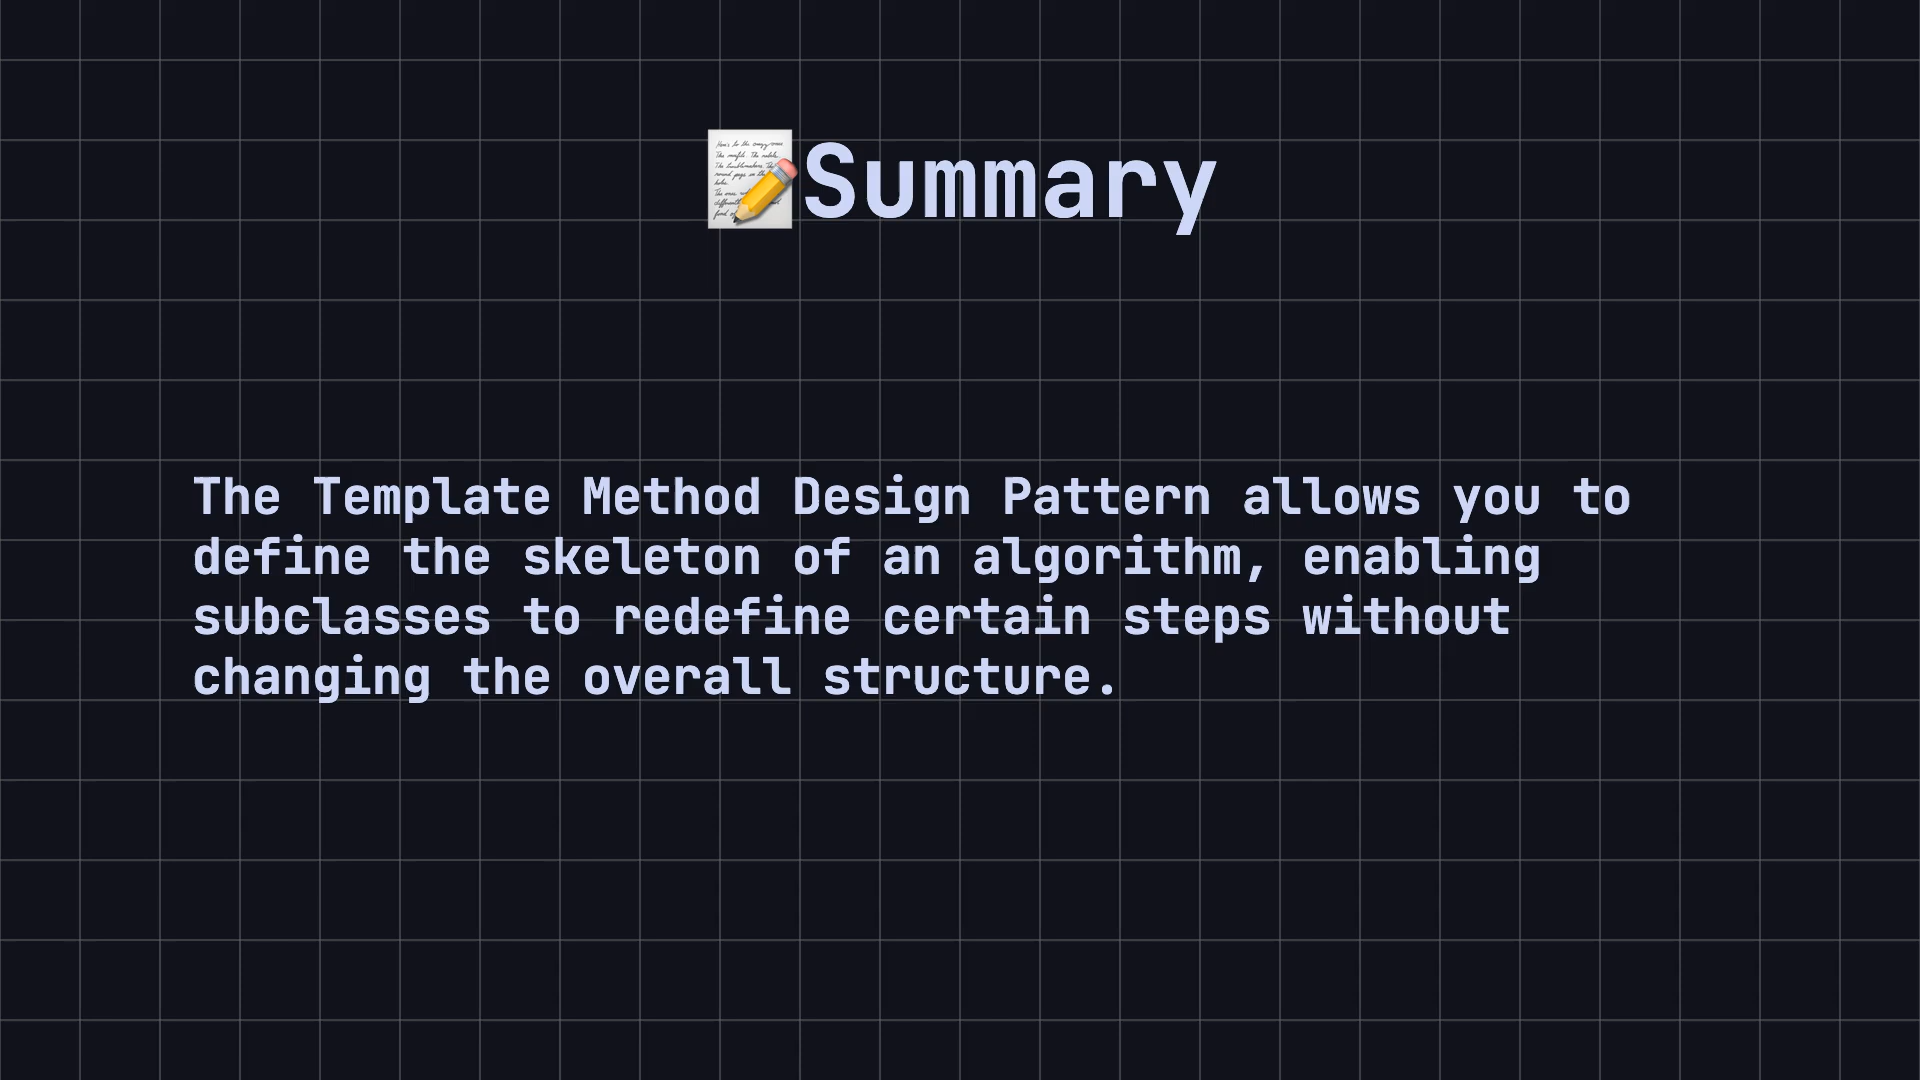 Summary
The Template Method Design Pattern allows you to
define the skeleton of an algorithm, enabling
subclasses to redefine certain steps without
changing the overall structure.